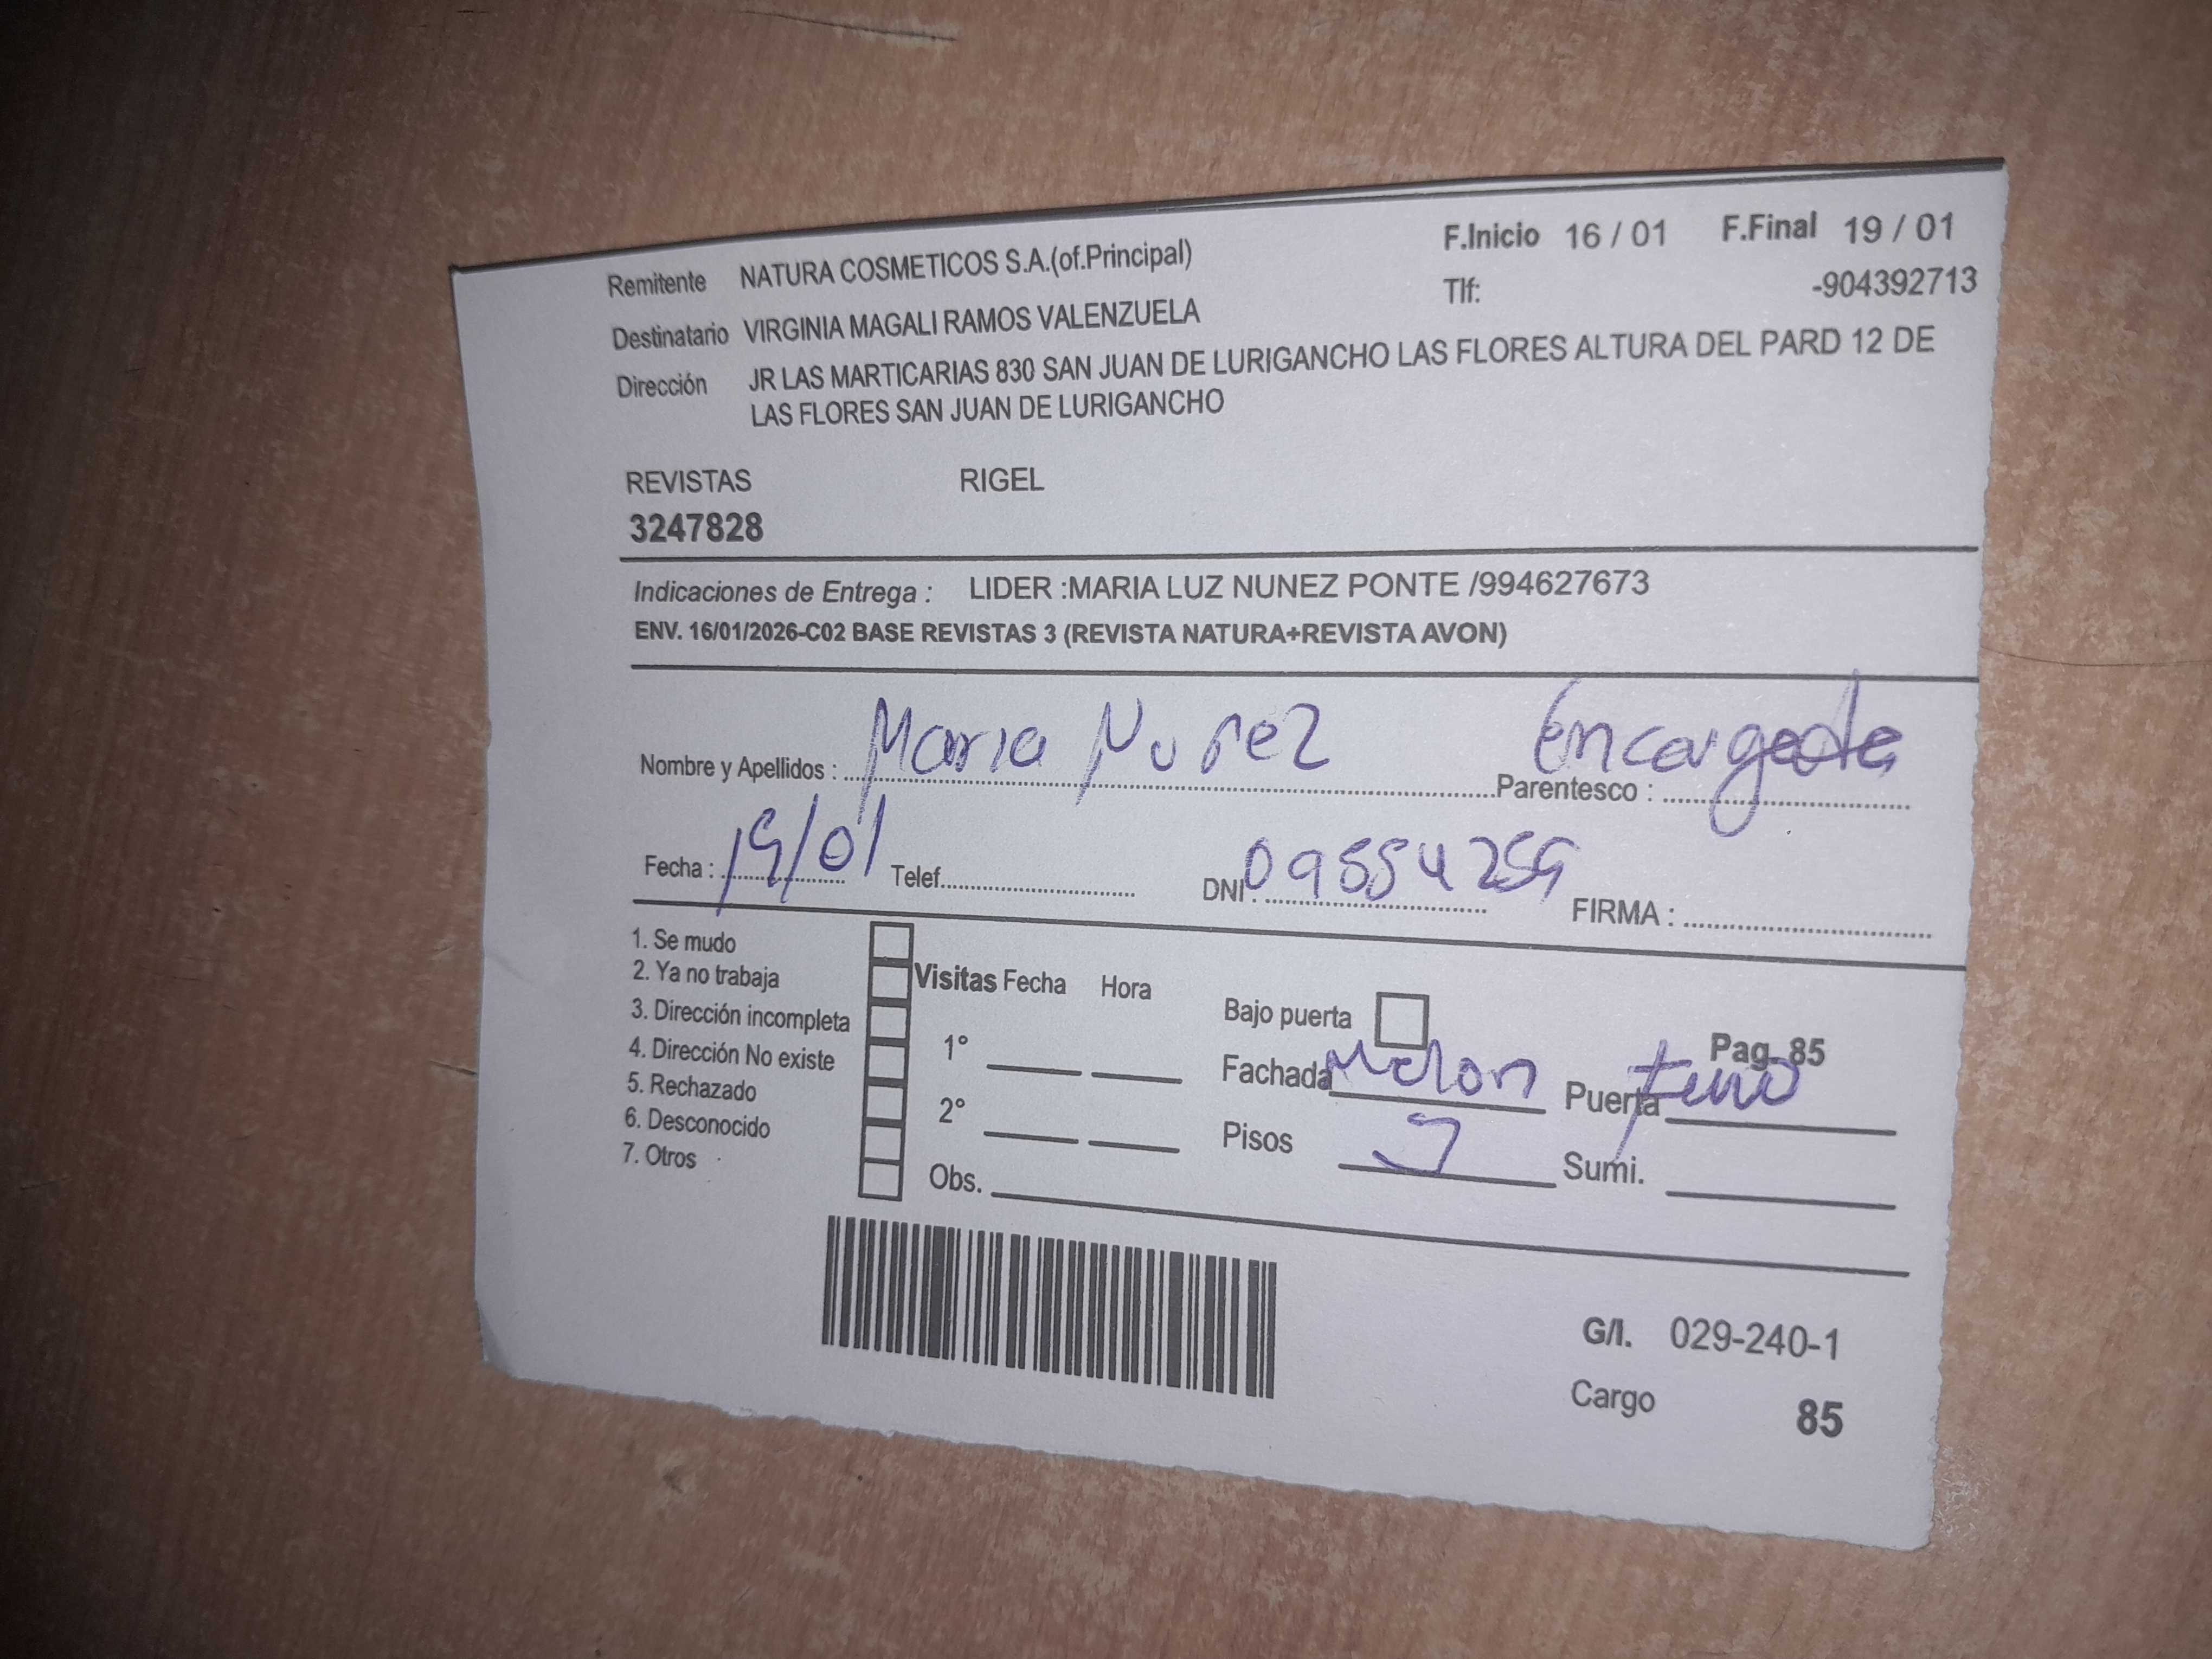 F.Inicio 16 / 01 F.Final 19 / 01
Remitente NATURA COSMETICOS S.A.(of.Principal)
Tlf: -904392713
Destinatario VIRGINIA MAGALI RAMOS VALENZUELA
Dirección JR LAS MARTICARIAS 830 SAN JUAN DE LURIGANCHO LAS FLORES ALTURA DEL PARD 12 DE
LAS FLORES SAN JUAN DE LURIGANCHO
REVISTAS RIGEL
3247828
Indicaciones de Entrega : LIDER :MARIA LUZ NUNEZ PONTE /994627673
ENV. 16/01/2026-C02 BASE REVISTAS 3 (REVISTA NATURA+REVISTA AVON)
Nombre y Apellidos : Maria Nuñez Parentesco : Encargada
Fecha : 19/01 Telef. DNI. 09554259 FIRMA :
1. Se mudo
2. Ya no trabaja
3. Dirección incompleta
4. Dirección No existe
5. Rechazado
6. Desconocido
7. Otros
Visitas Fecha Hora
1°
2°
Obs.
Bajo puerta
Pag. 85
Fachada Melon Puerta
Pisos Sumi.
G/I. 029-240-1
Cargo 85